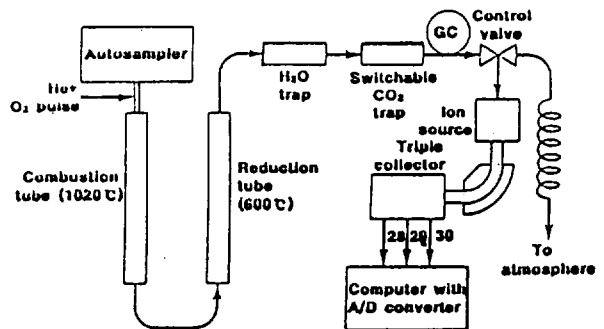 Autosampler
He+
O₂ pulse
Combustion
tube (1020℃)
Reduction
tube
(600℃)
H₂O
trap
Switchable
CO₂
trap
GC
Control
valve
Ion
source
Triple
collector
28 29 30
To
atmosphere
Computer with
A/D converter